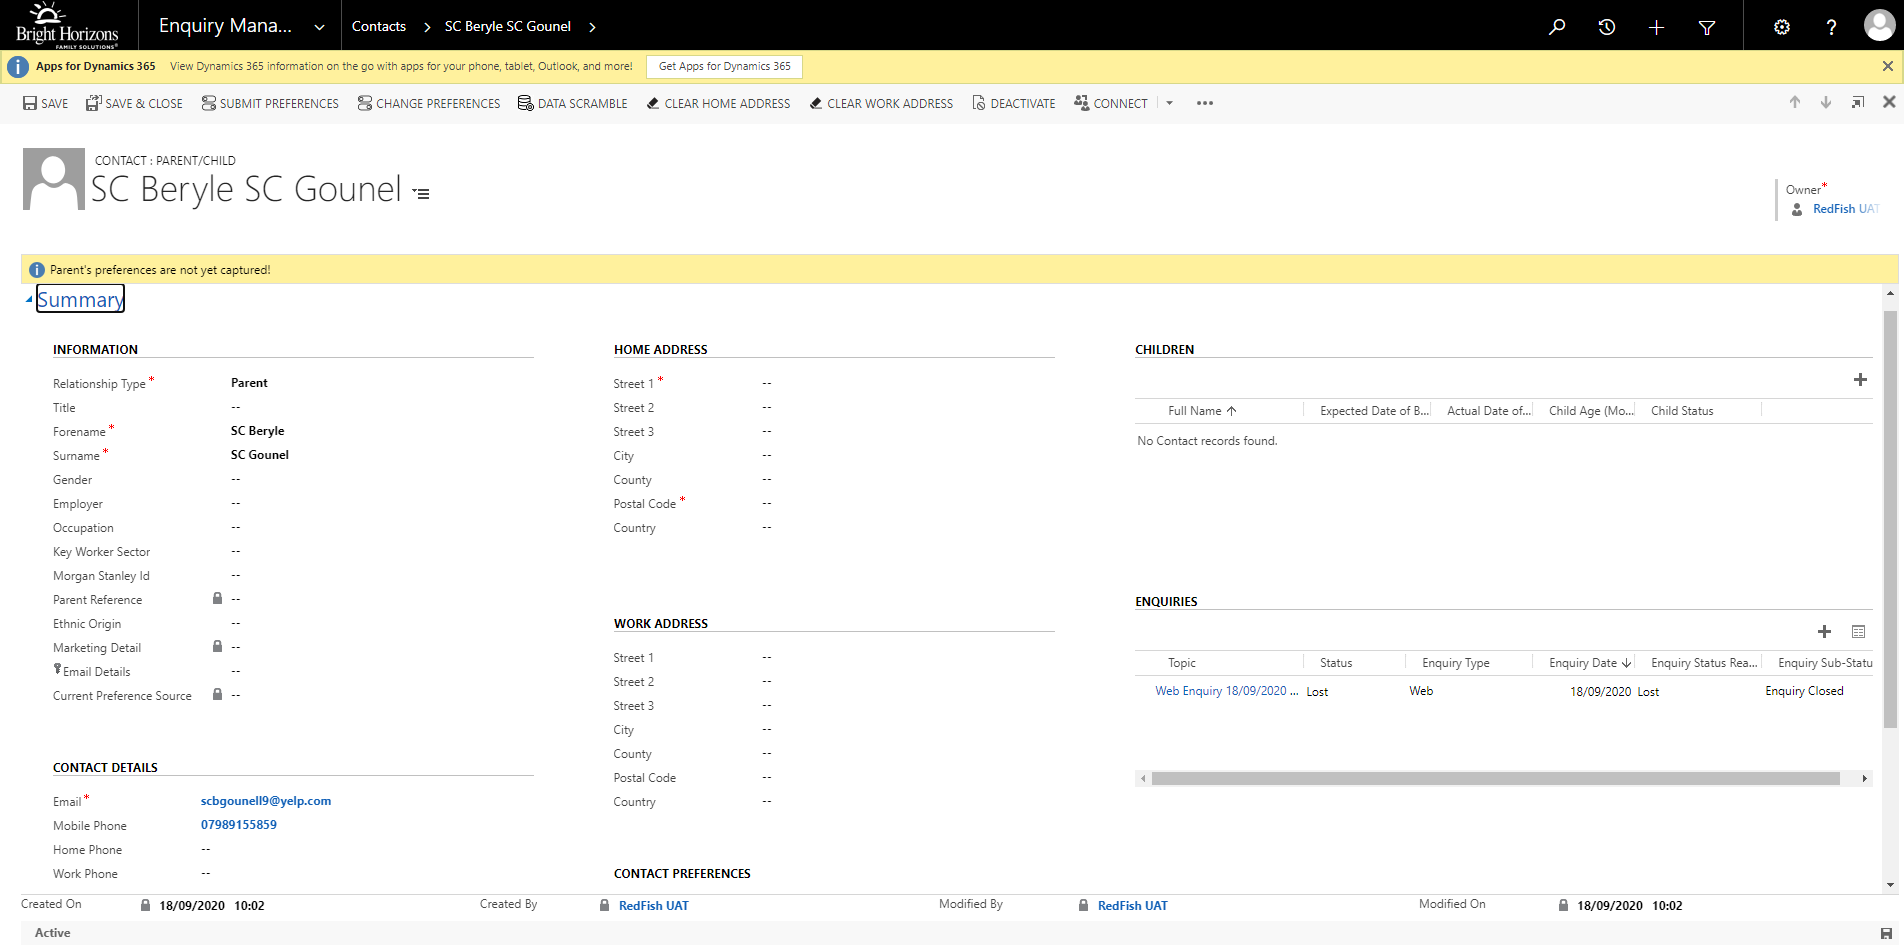 Bright Horizons
FAMILY SOLUTIONS
Enquiry Mana...
Contacts
SC Beryle SC Gounel
Apps for Dynamics 365
View Dynamics 365 information on the go with apps for your phone, tablet, Outlook, and more!
Get Apps for Dynamics 365
SAVE
SAVE & CLOSE
SUBMIT PREFERENCES
CHANGE PREFERENCES
DATA SCRAMBLE
CLEAR HOME ADDRESS
CLEAR WORK ADDRESS
DEACTIVATE
CONNECT
CONTACT : PARENT/CHILD
SC Beryle SC Gounel
Owner*
RedFish UAT
Parent's preferences are not yet captured!
Summary
INFORMATION
Relationship Type* Parent
Title --
Forename* SC Beryle
Surname* SC Gounel
Gender --
Employer --
Occupation --
Key Worker Sector --
Morgan Stanley Id --
Parent Reference --
Ethnic Origin --
Marketing Detail --
Email Details --
Current Preference Source --
CONTACT DETAILS
Email* scbgounell9@yelp.com
Mobile Phone 07989155859
Home Phone --
Work Phone --
HOME ADDRESS
Street 1* --
Street 2 --
Street 3 --
City --
County --
Postal Code* --
Country --
WORK ADDRESS
Street 1 --
Street 2 --
Street 3 --
City --
County --
Postal Code --
Country --
CONTACT PREFERENCES
CHILDREN
Full Name Expected Date of B... Actual Date of... Child Age (Mo... Child Status
No Contact records found.
ENQUIRIES
Topic Status Enquiry Type Enquiry Date Enquiry Status Rea... Enquiry Sub-Statu
Web Enquiry 18/09/2020 ... Lost Web 18/09/2020 Lost Enquiry Closed
Created On 18/09/2020 10:02
Created By RedFish UAT
Modified By RedFish UAT
Modified On 18/09/2020 10:02
Active